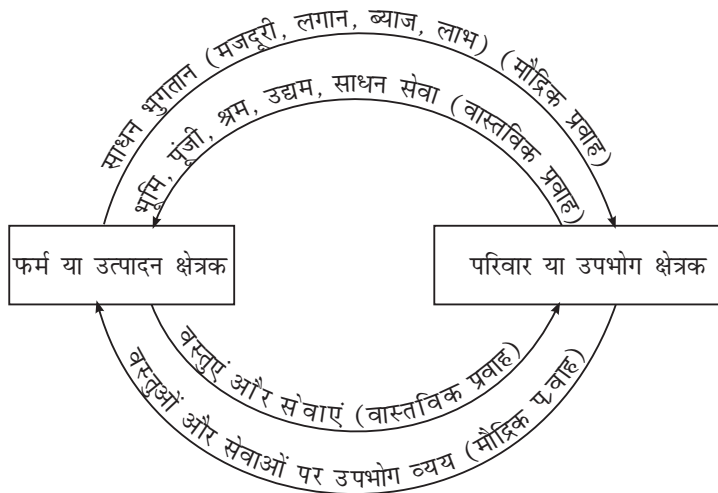 साधन भुगतान (मजदूरी, लगान, ब्याज, लाभ) (मौद्रिक प्रवाह)
भूमि, पूंजी, श्रम, उद्यम, साधन सेवा (वास्तविक प्रवाह)
फर्म या उत्पादन क्षेत्रक
परिवार या उपभोग क्षेत्रक
वस्तुएं और सेवाएं (वास्तविक प्रवाह)
वस्तुओं और सेवाओं पर उपभोग व्यय (मौद्रिक प्रवाह)